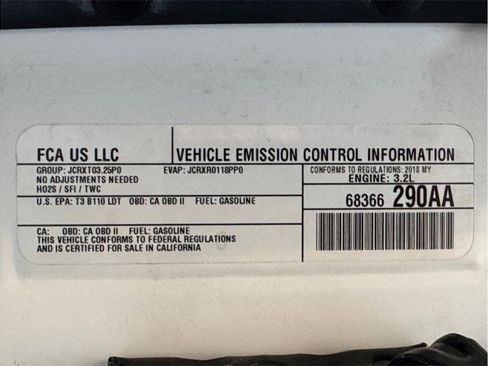 FCA US LLC
VEHICLE EMISSION CONTROL INFORMATION
GROUP: JCRXT03.25P0 EVAP: JCRXR0118PP0
NO ADJUSTMENTS NEEDED
HO2S / SFI / TWC
CONFORMS TO REGULATIONS: 2018 MY
ENGINE: 3.2L
U.S. EPA: T3 B110 LDT OBD: CA OBD II FUEL: GASOLINE
68366 290AA
CA: OBD: CA OBD II FUEL: GASOLINE
THIS VEHICLE CONFORMS TO FEDERAL REGULATIONS
AND IS CERTIFIED FOR SALE IN CALIFORNIA